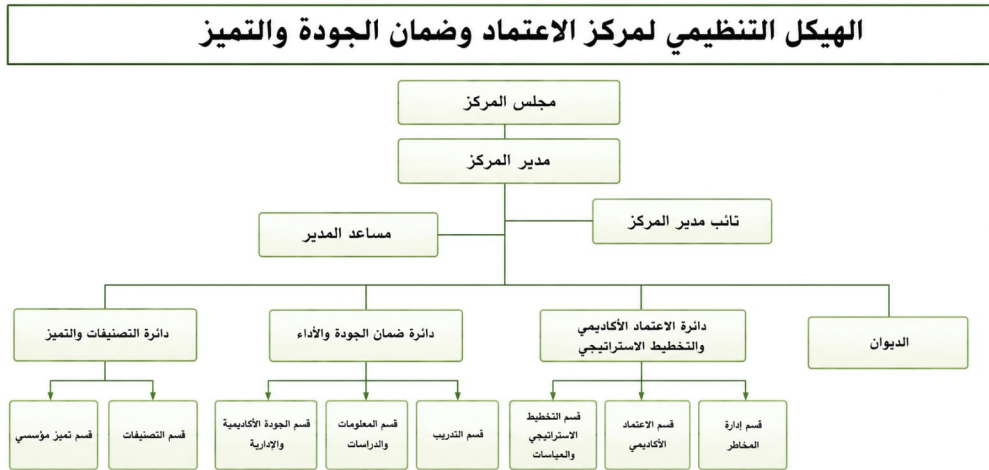 الهيكل التنظيمي لمركز الاعتماد وضمان الجودة والتميز
مجلس المركز
مدير المركز
نائب مدير المركز
مساعد المدير
الديوان
دائرة الاعتماد الأكاديمي
والتخطيط الاستراتيجي
دائرة ضمان الجودة والأداء
دائرة التصنيفات والتميز
قسم إدارة
المخاطر
قسم الاعتماد
الأكاديمي
قسم التخطيط
الاستراتيجي
والعياسات
قسم التدريب
قسم المعلومات
والدراسات
قسم الجودة الأكاديمية
والإدارية
قسم التصنيفات
قسم تميز مؤسسي